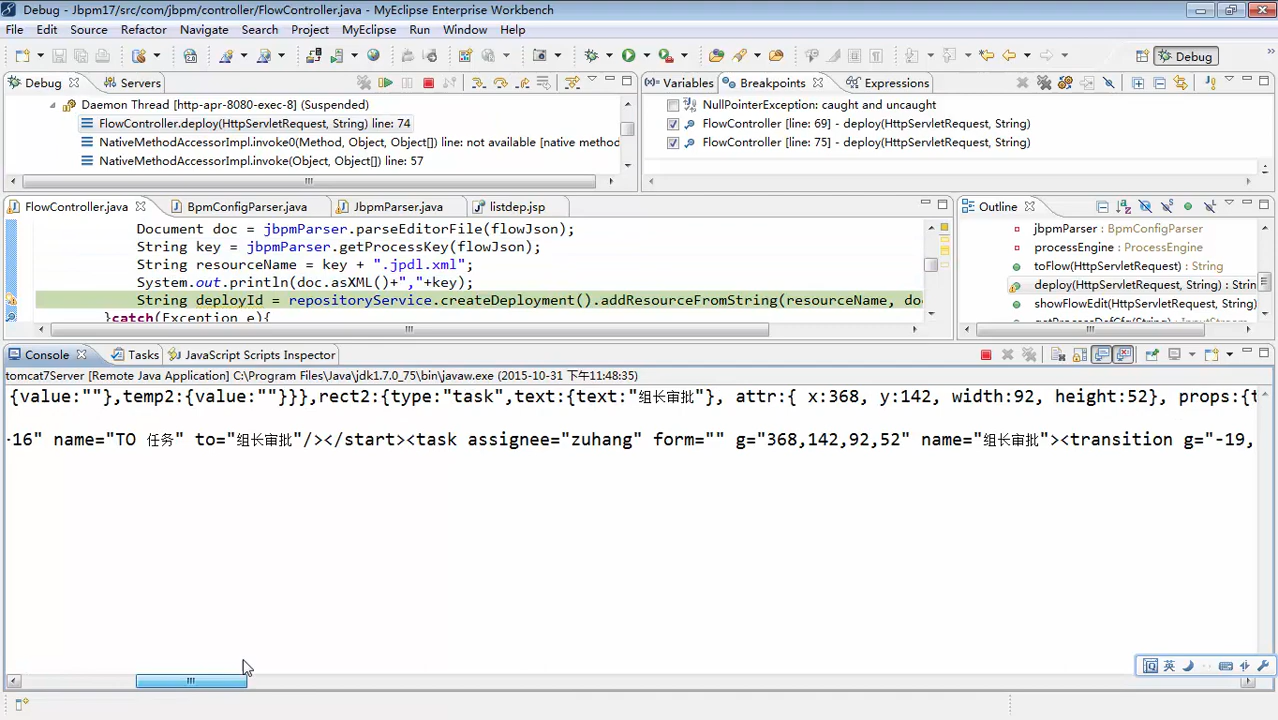 Debug - Jbpm17/src/com/jbpm/controller/FlowController.java - MyEclipse Enterprise Workbench
File Edit Source Refactor Navigate Search Project MyEclipse Run Window Help
Debug
Debug Servers
Daemon Thread [http-apr-8080-exec-8] (Suspended)
FlowController.deploy(HttpServletRequest, String) line: 74
NativeMethodAccessorImpl.invoke0(Method, Object, Object[]) line: not available [native metho
NativeMethodAccessorImpl.invoke(Object, Object[]) line: 57
Variables Breakpoints Expressions
NullPointerException: caught and uncaught
FlowController [line: 69] - deploy(HttpServletRequest, String)
FlowController [line: 75] - deploy(HttpServletRequest, String)
FlowController.java BpmConfigParser.java JbpmParser.java listdep.jsp
Document doc = jbpmParser.parseEditorFile(flowJson);
String key = jbpmParser.getProcessKey(flowJson);
String resourceName = key + ".jpdl.xml";
System.out.println(doc.asXML()+","+key);
String deployId = repositoryService.createDeployment().addResourceFromString(resourceName, do
}catch(Exception e){
Outline
jbpmParser : BpmConfigParser
processEngine : ProcessEngine
toFlow(HttpServletRequest) : String
deploy(HttpServletRequest, String) : Strin
showFlowEdit(HttpServletRequest, String)
getProcessDefCfg(String) : InputStream
Console Tasks JavaScript Scripts Inspector
tomcat7Server [Remote Java Application] C:\Program Files\Java\jdk1.7.0_75\bin\javaw.exe (2015-10-31 下午11:48:35)
{value:""},temp2:{value:""}}},rect2:{type:"task",text:{text:"组长审批"}, attr:{ x:368, y:142, width:92, height:52}, props:{t
-16" name="TO 任务" to="组长审批"/></start><task assignee="zuhang" form="" g="368,142,92,52" name="组长审批"><transition g="-19,
英